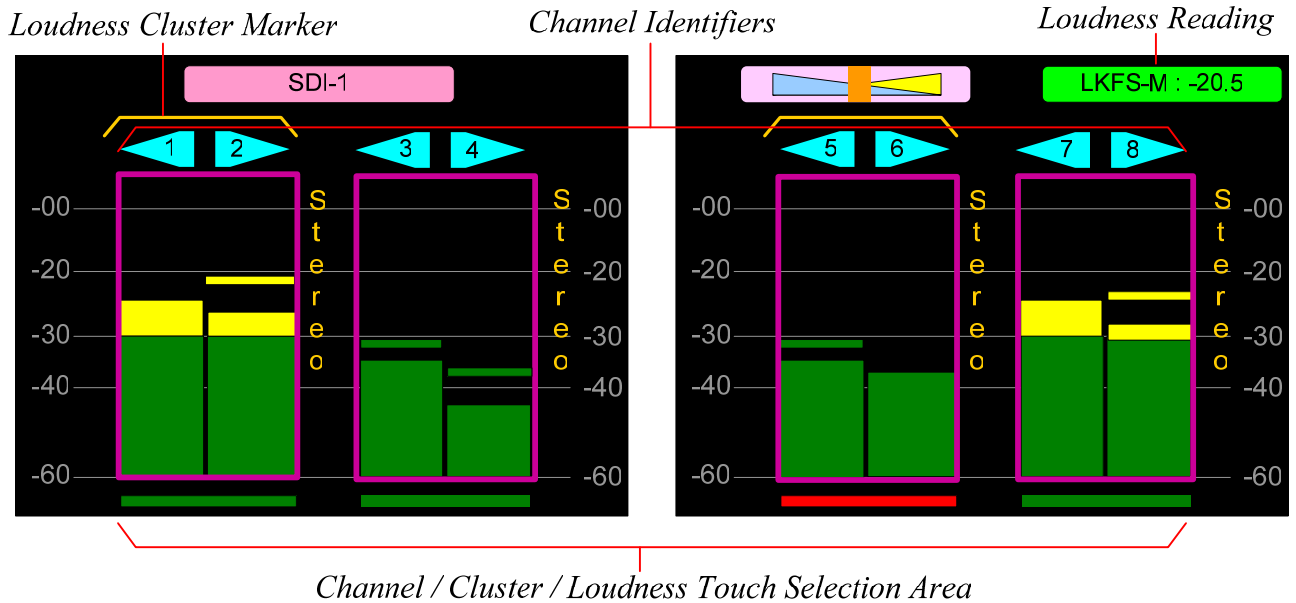 Loudness Cluster Marker
Channel Identifiers
Loudness Reading
SDI-1
LKFS-M : -20.5
1 2 3 4 5 6 7 8
Stereo
Stereo
Stereo
Stereo
-00 -00 -00 -00
-20 -20 -20 -20
-30 -30 -30 -30
-40 -40 -40 -40
-60 -60 -60 -60
Channel / Cluster / Loudness Touch Selection Area